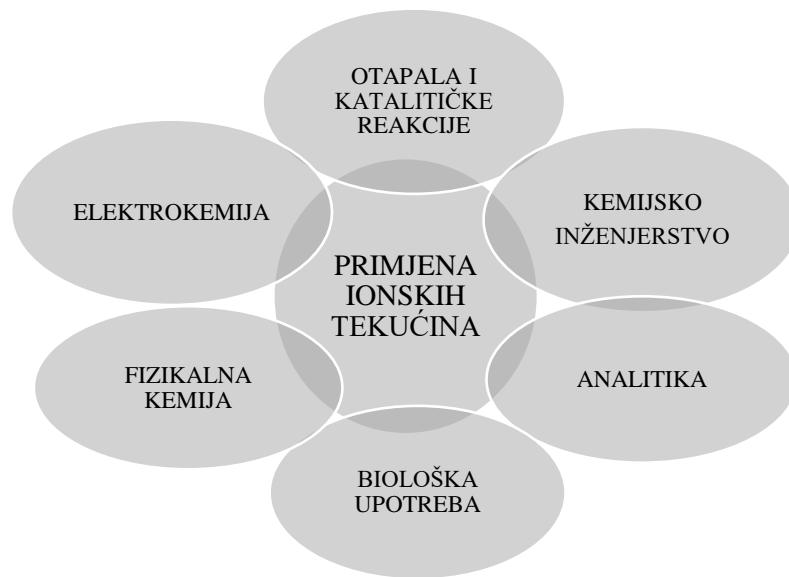 OTAPALA I
KATALITIČKE
REAKCIJE
ELEKTROKEMIJA
KEMIJSKO
INŽENJERSTVO
PRIMJENA
IONSKIH
TEKUĆINA
FIZIKALNA
KEMIJA
ANALITIKA
BIOLOŠKA
UPOTREBA